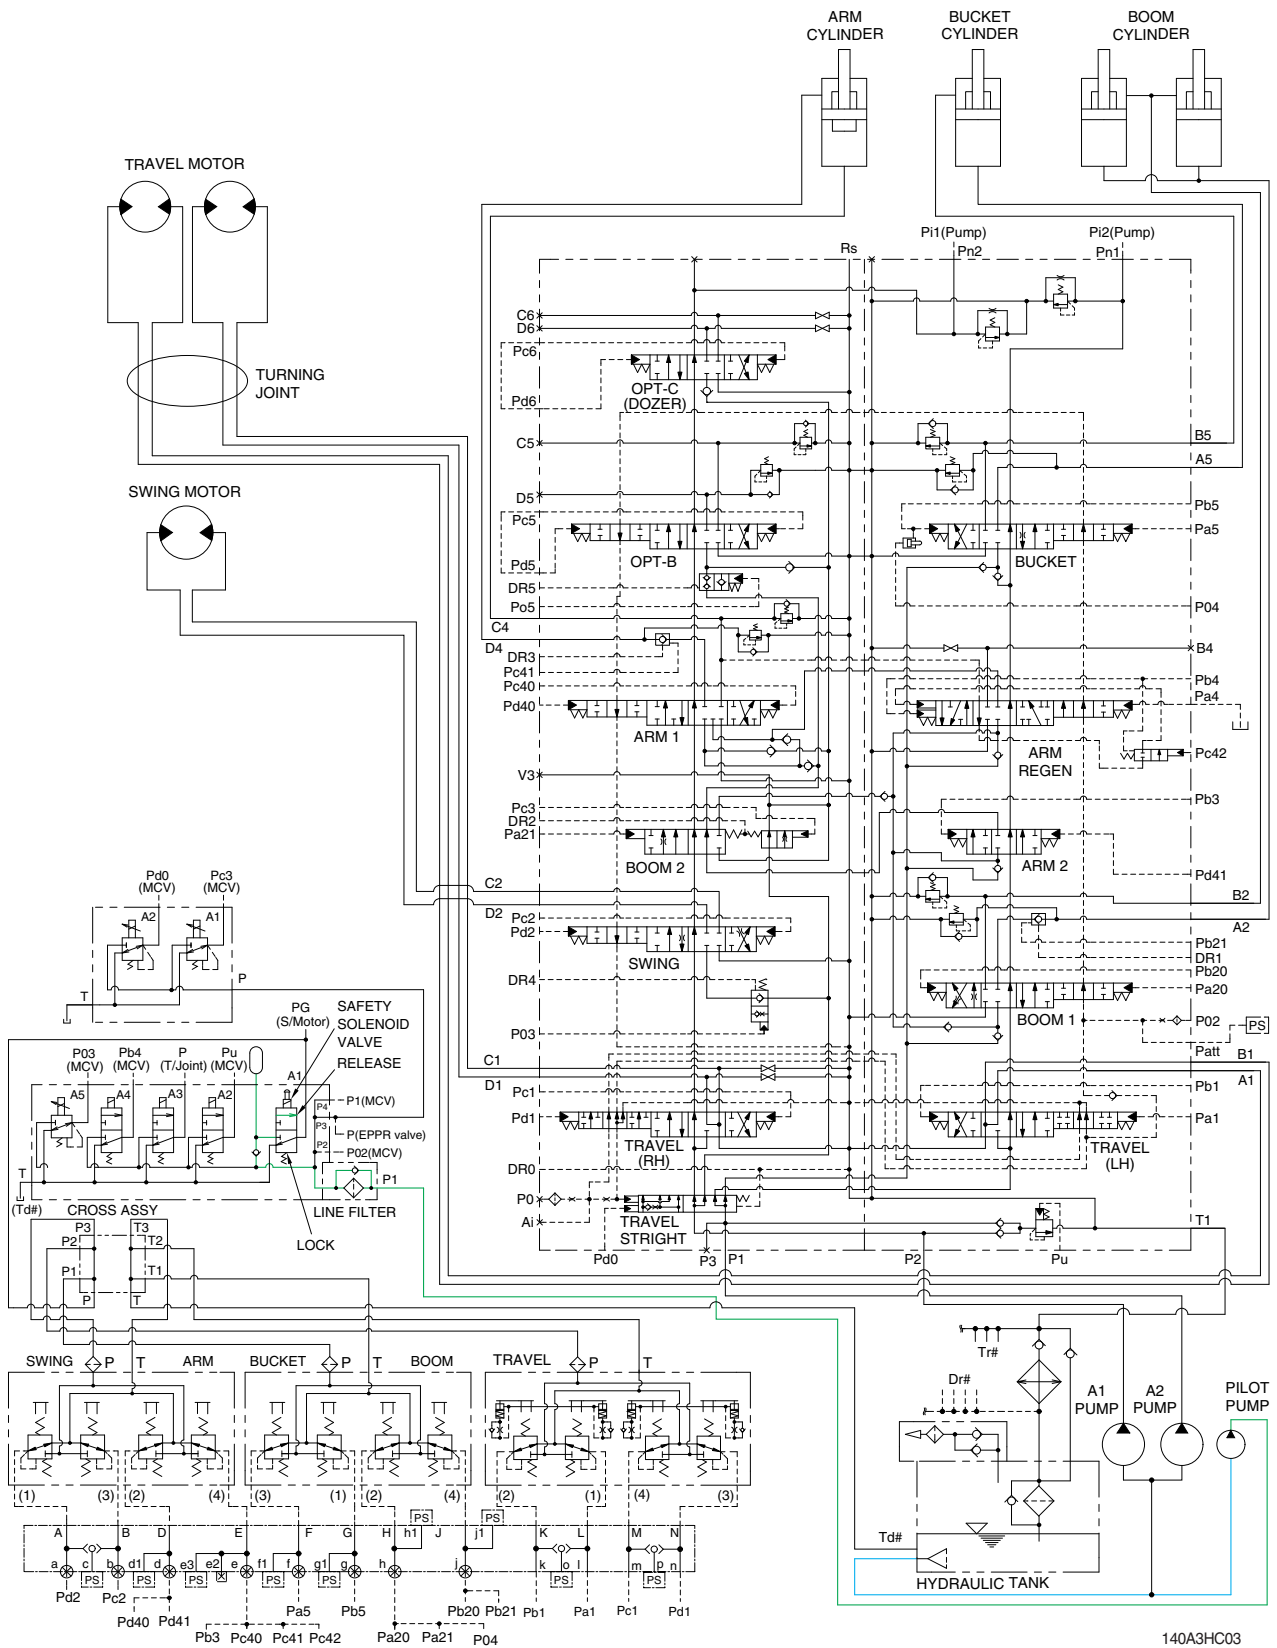 ARM
CYLINDER
BUCKET
CYLINDER
BOOM
CYLINDER
TRAVEL MOTOR
TURNING
JOINT
SWING MOTOR
Pi1(Pump)
Pn2
Pi2(Pump)
Pn1
Rs
C6
D6
Pc6
OPT-C
(DOZER)
Pd6
C5
B5
A5
D5
Pc5
Pb5
Pa5
OPT-B
BUCKET
Pd5
DR5
Po5
P04
C4
D4
B4
DR3
Pc41
Pc40
Pd40
Pb4
Pa4
ARM 1
ARM
REGEN
Pc42
V3
Pc3
DR2
Pa21
Pb3
BOOM 2
ARM 2
Pd41
C2
B2
D2
A2
Pc2
Pd2
Pb21
DR1
SWING
Pb20
Pa20
DR4
BOOM 1
P03
P02
PS
Patt
C1
B1
D1
A1
Pc1
Pb1
Pd1
Pa1
TRAVEL
(RH)
TRAVEL
(LH)
DR0
P0
Ai
TRAVEL
STRIGHT
T1
Pd0
P3
P1
P2
Pu
Pd0
(MCV)
Pc3
(MCV)
A2
A1
P
T
PG
(S/Motor)
SAFETY
SOLENOID
VALVE
RELEASE
P03
(MCV)
Pb4
(MCV)
P
(T/Joint)
Pu
(MCV)
A1
A5
A4
A3
A2
P4
P1(MCV)
P3
P(EPPR valve)
P2
P02(MCV)
T
(Td#)
P1
LINE FILTER
LOCK
CROSS ASSY
P3
T3
P2
T2
P1
T1
P
T
SWING
P
T
ARM
BUCKET
P
T
BOOM
TRAVEL
P
T
(1)
(3)
(2)
(4)
(3)
(1)
(2)
(4)
(2)
(1)
(4)
(3)
PS
PS
A
B
D
E
F
G
H
h1
J
j1
K
L
M
N
a
c
b
d1
d
e3
e2
e
f1
f
g1
g
h
j
k
o
l
m
p
n
PS
PS
PS
PS
PS
PS
PS
Pd2
Pc2
Pd40
Pd41
Pb3
Pc40
Pc41
Pc42
Pa5
Pb5
Pa20
Pa21
P04
Pb20
Pb21
Pb1
Pa1
Pc1
Pd1
Tr#
Dr#
A1
PUMP
A2
PUMP
PILOT
PUMP
Td#
HYDRAULIC TANK
140A3HC03